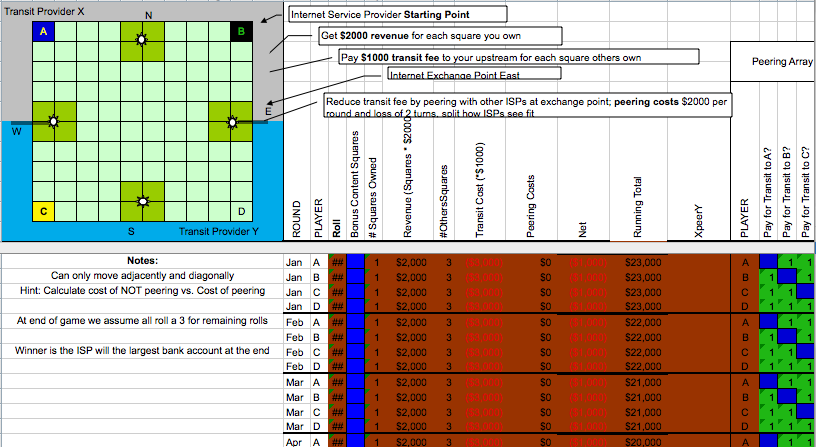 Transit Provider X
N
A
B
W
E
C
D
S
Transit Provider Y
Internet Service Provider Starting Point
Get $2000 revenue for each square you own
Pay $1000 transit fee to your upstream for each square others own
Internet Exchange Point East
Reduce transit fee by peering with other ISPs at exchange point; peering costs $2000 per
round and loss of 2 turns, split how ISPs see fit
Peering Array
ROUND
PLAYER
Roll
Bonus Content Squares
# Squares Owned
Revenue (Squares * $2000
#OthersSquares
Transit Cost (*$1000)
Peering Costs
Net
Running Total
XpeerY
PLAYER
Pay for Transit to A?
Pay for Transit to B?
Pay for Transit to C?
Notes:
Can only move adjacently and diagonally
Hint: Calculate cost of NOT peering vs. Cost of peering
At end of game we assume all roll a 3 for remaining rolls
Winner is the ISP will the largest bank account at the end
Jan A ## 1 $2,000 3 $0 $23,000 A 1 1
Jan B ## 1 $2,000 3 $0 $23,000 B 1 1
Jan C ## 1 $2,000 3 $0 $23,000 C 1 1
Jan D ## 1 $2,000 3 $0 $23,000 D 1 1 1
Feb A ## 1 $2,000 3 $0 $22,000 A 1 1
Feb B ## 1 $2,000 3 $0 $22,000 B 1 1
Feb C ## 1 $2,000 3 $0 $22,000 C 1 1
Feb D ## 1 $2,000 3 $0 $22,000 D 1 1 1
Mar A ## 1 $2,000 3 $0 $21,000 A 1 1
Mar B ## 1 $2,000 3 $0 $21,000 B 1 1
Mar C ## 1 $2,000 3 $0 $21,000 C 1 1
Mar D ## 1 $2,000 3 $0 $21,000 D 1 1 1
Apr A ## 1 $2,000 3 $0 $20,000 A 1 1